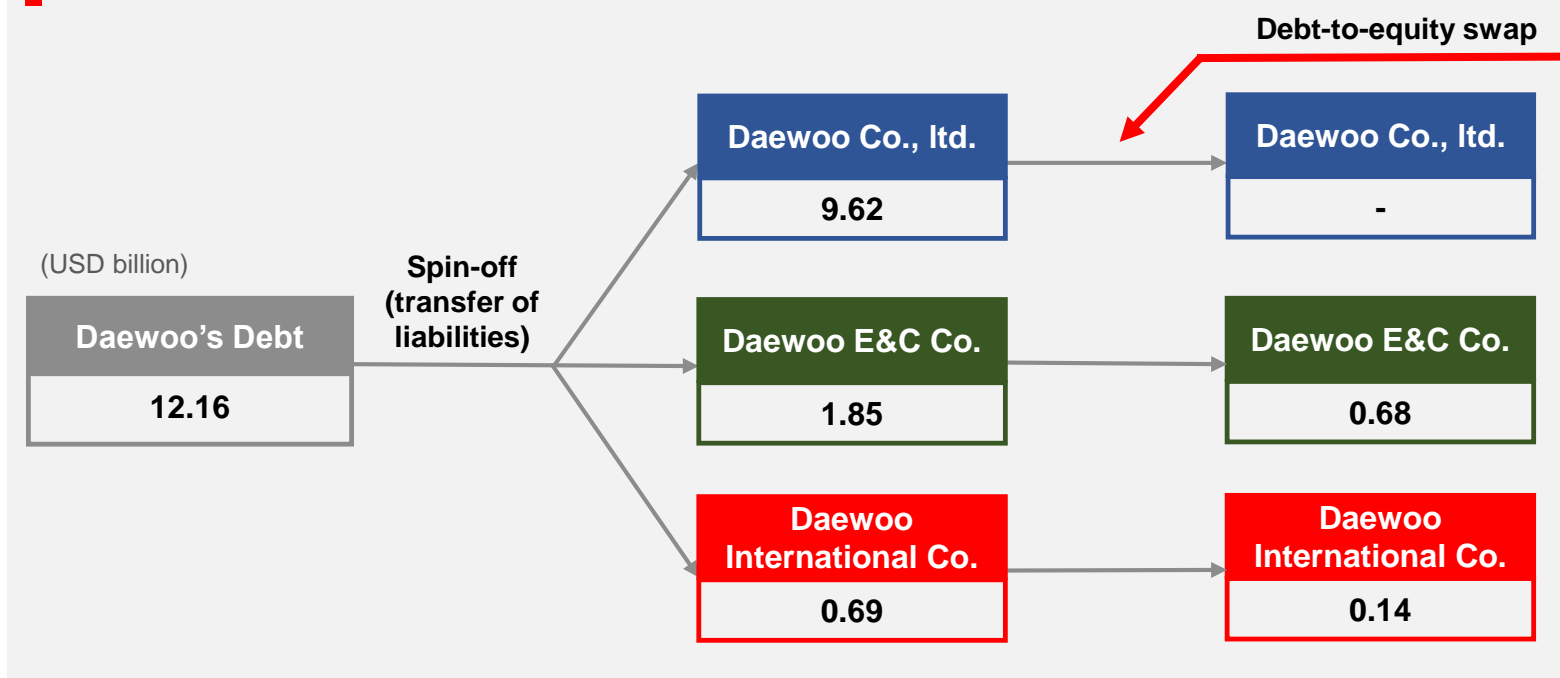 Debt-to-equity swap
(USD billion)
Daewoo's Debt
12.16
Spin-off
(transfer of
liabilities)
Daewoo Co., ltd.
9.62
Daewoo E&C Co.
1.85
Daewoo
International Co.
0.69
Daewoo Co., ltd.
-
Daewoo E&C Co.
0.68
Daewoo
International Co.
0.14